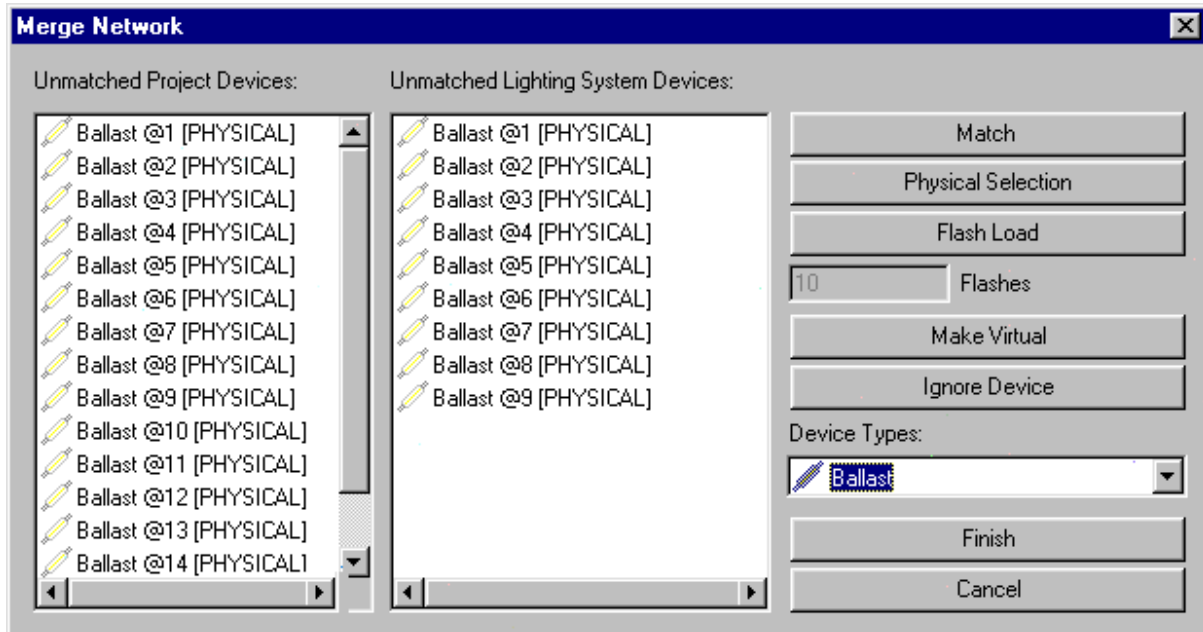 Merge Network
Unmatched Project Devices:
Ballast @1 [PHYSICAL]
Ballast @2 [PHYSICAL]
Ballast @3 [PHYSICAL]
Ballast @4 [PHYSICAL]
Ballast @5 [PHYSICAL]
Ballast @6 [PHYSICAL]
Ballast @7 [PHYSICAL]
Ballast @8 [PHYSICAL]
Ballast @9 [PHYSICAL]
Ballast @10 [PHYSICAL]
Ballast @11 [PHYSICAL]
Ballast @12 [PHYSICAL]
Ballast @13 [PHYSICAL]
Ballast @14 [PHYSICAL]
Unmatched Lighting System Devices:
Ballast @1 [PHYSICAL]
Ballast @2 [PHYSICAL]
Ballast @3 [PHYSICAL]
Ballast @4 [PHYSICAL]
Ballast @5 [PHYSICAL]
Ballast @6 [PHYSICAL]
Ballast @7 [PHYSICAL]
Ballast @8 [PHYSICAL]
Ballast @9 [PHYSICAL]
Match
Physical Selection
Flash Load
10 Flashes
Make Virtual
Ignore Device
Device Types:
Ballast
Finish
Cancel